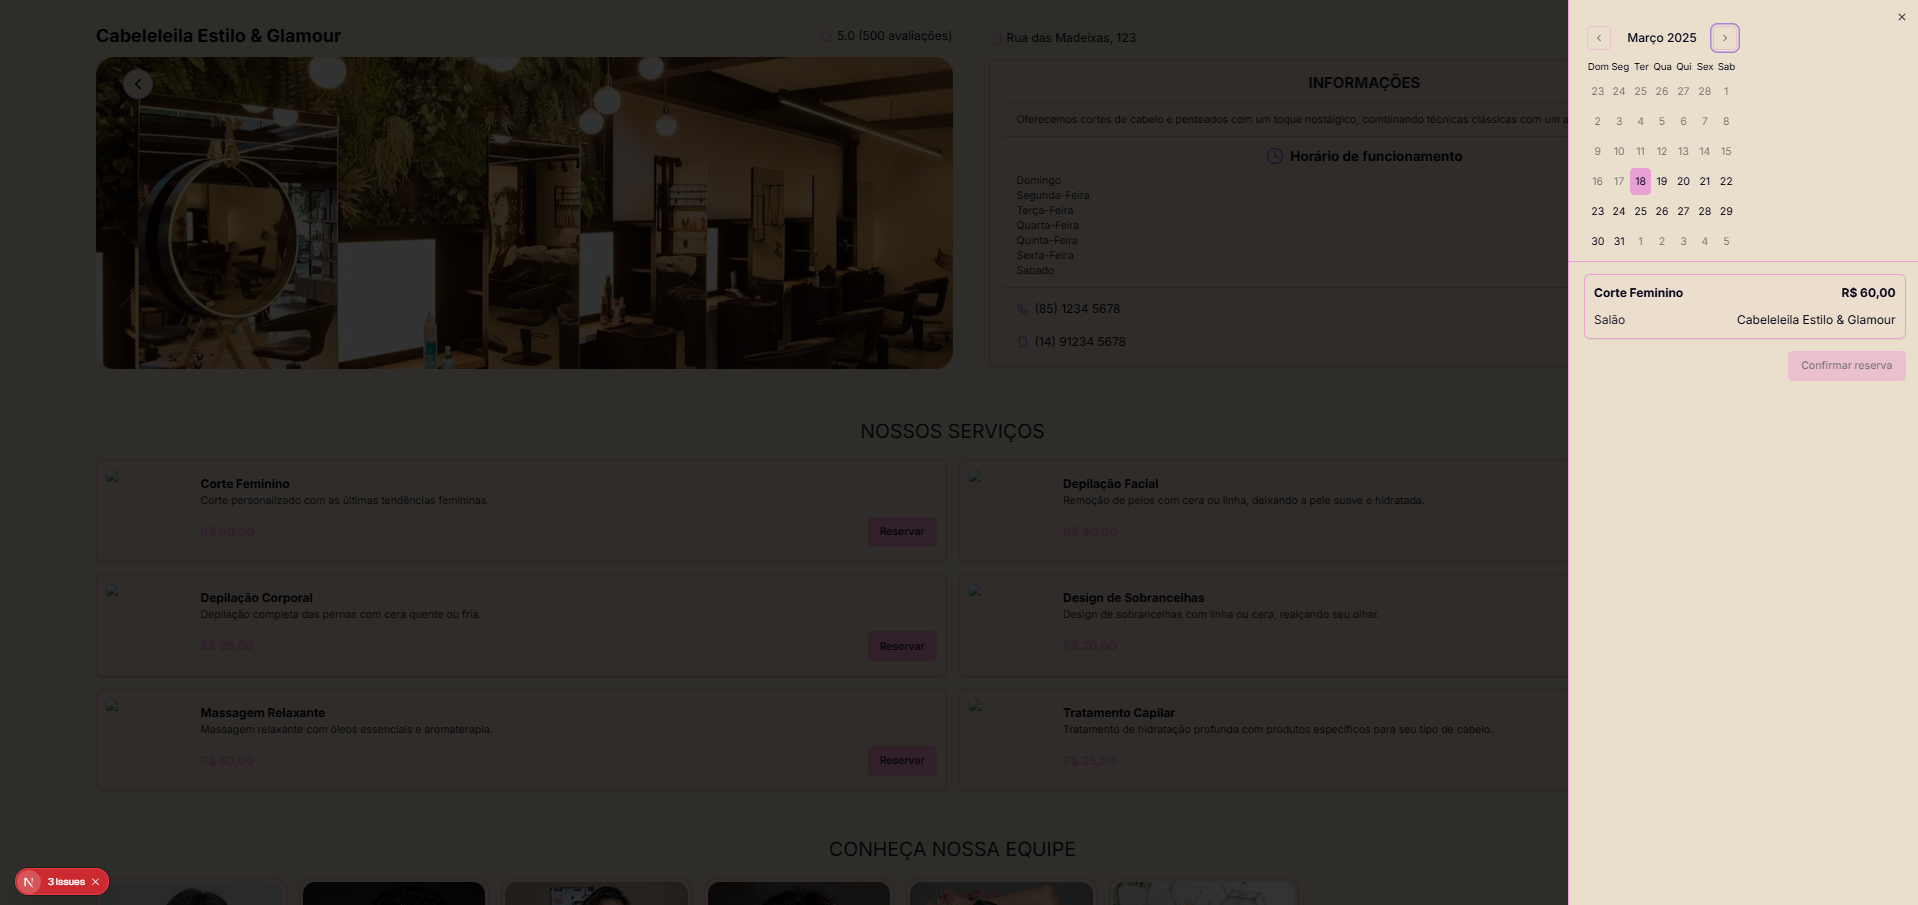 Cabeleleila Estilo & Glamour
5.0 (500 avaliações)
Rua das Madeixas, 123
INFORMAÇÕES
Oferecemos cortes de cabelo e penteados com um toque nostálgico, combinando técnicas clássicas com um a
Horário de funcionamento
Domingo
Segunda-Feira
Terça-Feira
Quarta-Feira
Quinta-Feira
Sexta-Feira
Sabado
(85) 1234 5678
(14) 91234 5678
NOSSOS SERVIÇOS
Corte Feminino
Corte personalizado com as últimas tendências femininas.
R$ 60,00
Reservar
Depilação Facial
Remoção de pelos com cera ou linha, deixando a pele suave e hidratada.
R$ 40,00
Depilação Corporal
Depilação completa das pernas com cera quente ou fria.
R$ 35,00
Reservar
Design de Sobrancelhas
Design de sobrancelhas com linha ou cera, realçando seu olhar.
R$ 20,00
Massagem Relaxante
Massagem relaxante com óleos essenciais e aromaterapia.
R$ 50,00
Reservar
Tratamento Capilar
Tratamento de hidratação profunda com produtos específicos para seu tipo de cabelo.
R$ 25,00
CONHEÇA NOSSA EQUIPE
N 3 Issues
Março 2025
Dom Seg Ter Qua Qui Sex Sab
23 24 25 26 27 28 1
2 3 4 5 6 7 8
9 10 11 12 13 14 15
16 17 18 19 20 21 22
23 24 25 26 27 28 29
30 31 1 2 3 4 5
Corte Feminino R$ 60,00
Salão Cabeleleila Estilo & Glamour
Confirmar reserva